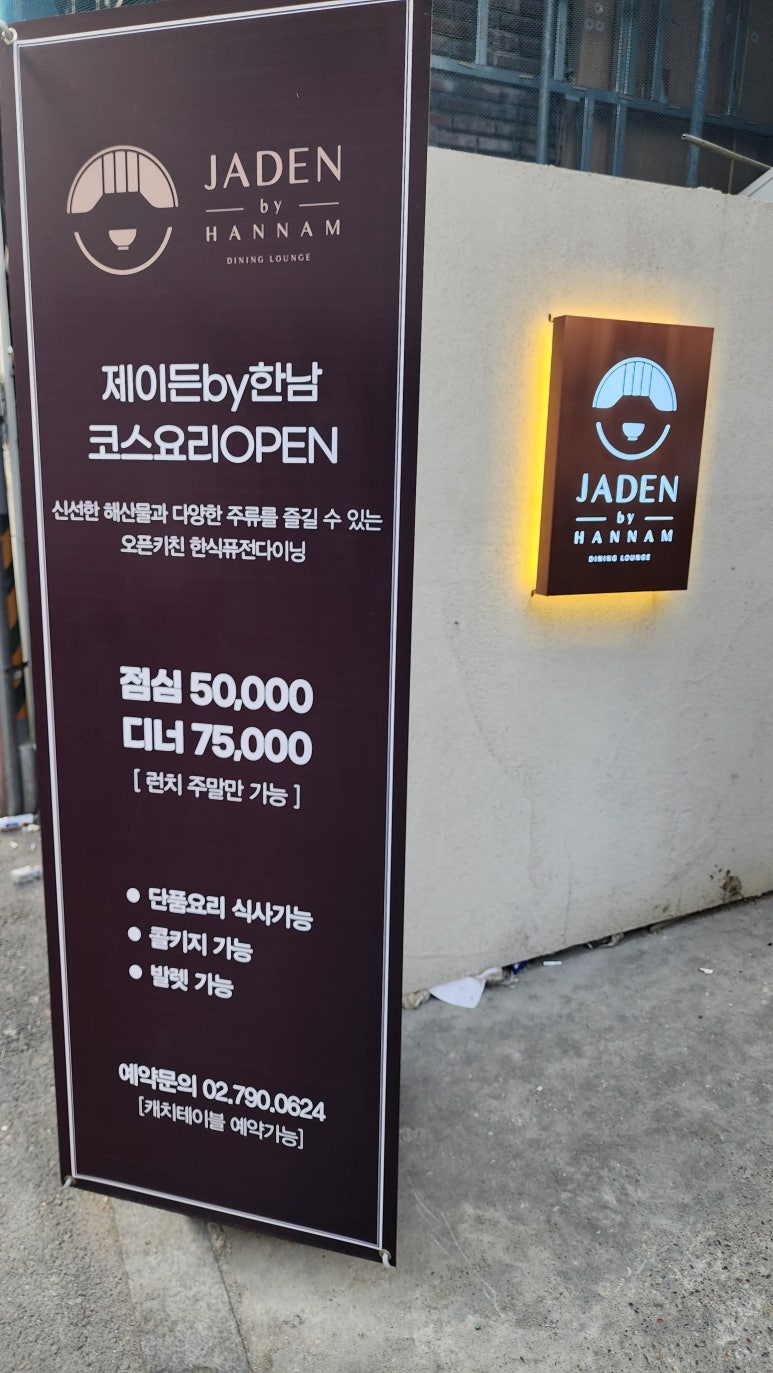 JADEN
by
HANNAM
DINING LOUNGE
제이든by한남
코스요리OPEN
신선한 해산물과 다양한 주류를 즐길 수 있는
오픈키친 한식퓨전다이닝
점심 50,000
디너 75,000
[ 런치 주말만 가능 ]
● 단품요리 식사가능
● 콜키지 가능
● 발렛 가능
예약문의 02.790.0624
[캐치테이블 예약가능]
JADEN
by
HANNAM
DINING LOUNGE